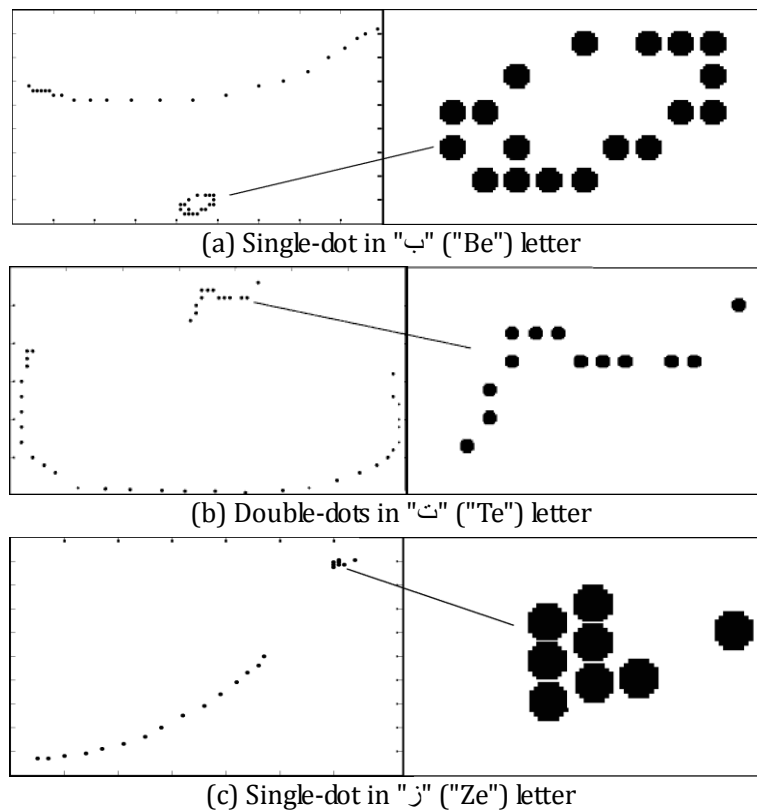 (a) Single-dot in "ب" ("Be") letter
(b) Double-dots in "ت" ("Te") letter
(c) Single-dot in "ز" ("Ze") letter